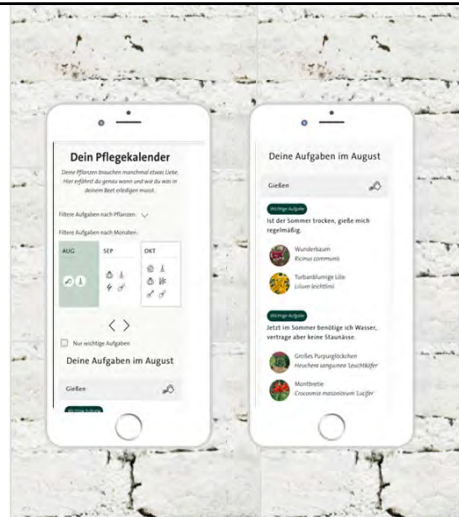 Dein Pflegekalender
Deine Pflanzen brauchen manchmal etwas Liebe.
Hier erfährst du genau wann und wie du was in
deinem Beet erledigen musst.
Filtere Aufgaben nach Pflanzen:
Filtere Aufgaben nach Monaten:
AUG SEP OKT
Nur wichtige Aufgaben
Deine Aufgaben im August
Gießen
Wichtige Aufgabe
Deine Aufgaben im August
Gießen
Wichtige Aufgabe
Ist der Sommer trocken, gieße mich
regelmäßig.
Wunderbaum
Ricinus communis
Turbanblumige Lilie
Lilium leichtlinii
Wichtige Aufgabe
Jetzt im Sommer benötige ich Wasser,
vertrage aber keine Staunässe.
Großes Purpurglöckchen
Heuchera sanguinea 'Leuchtkäfer'
Montbretie
Crocosmia masoniorum 'Lucifer'